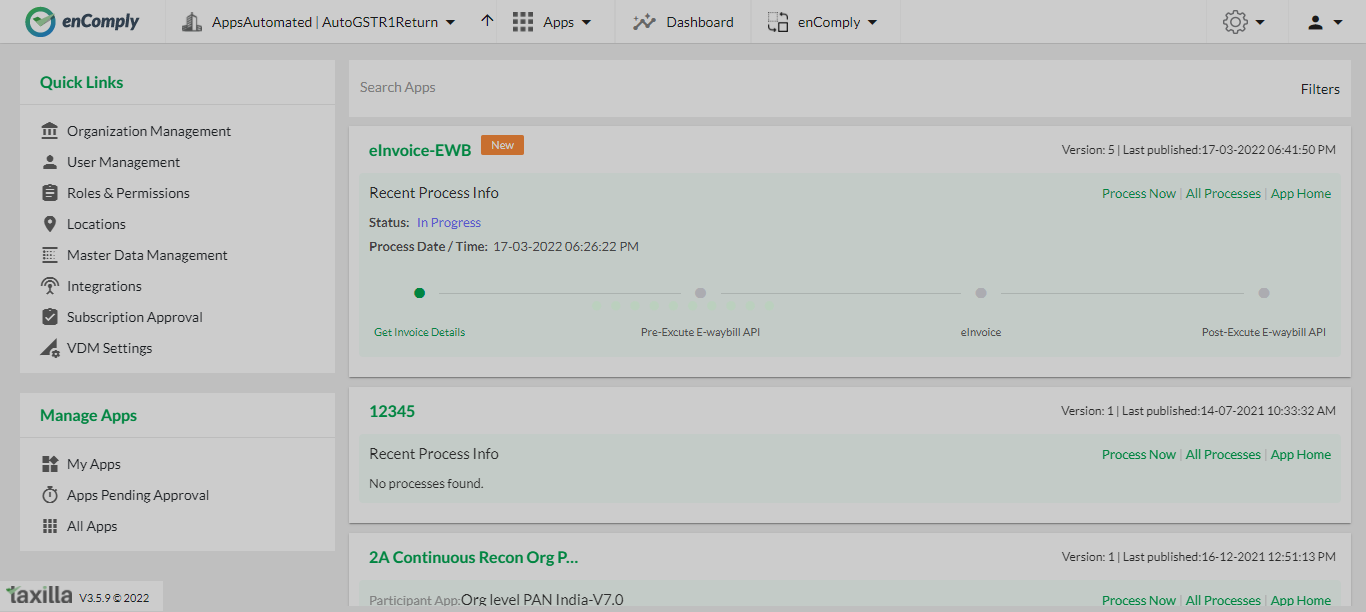 enComply
AppsAutomated | AutoGSTR1Return
Apps
Dashboard
enComply
Quick Links
Organization Management
User Management
Roles & Permissions
Locations
Master Data Management
Integrations
Subscription Approval
VDM Settings
Manage Apps
My Apps
Apps Pending Approval
All Apps
taxilla V3.5.9 © 2022
Search Apps
Filters
eInvoice-EWB New
Version: 5 | Last published:17-03-2022 06:41:50 PM
Recent Process Info
Process Now | All Processes | App Home
Status: In Progress
Process Date / Time: 17-03-2022 06:26:22 PM
Get Invoice Details
Pre-Excute E-waybill API
eInvoice
Post-Excute E-waybill API
12345
Version: 1 | Last published:14-07-2021 10:33:32 AM
Recent Process Info
Process Now | All Processes | App Home
No processes found.
2A Continuous Recon Org P...
Version: 1 | Last published:16-12-2021 12:51:13 PM
Participant App:Org level PAN India-V7.0
Process Now | All Processes | App Home